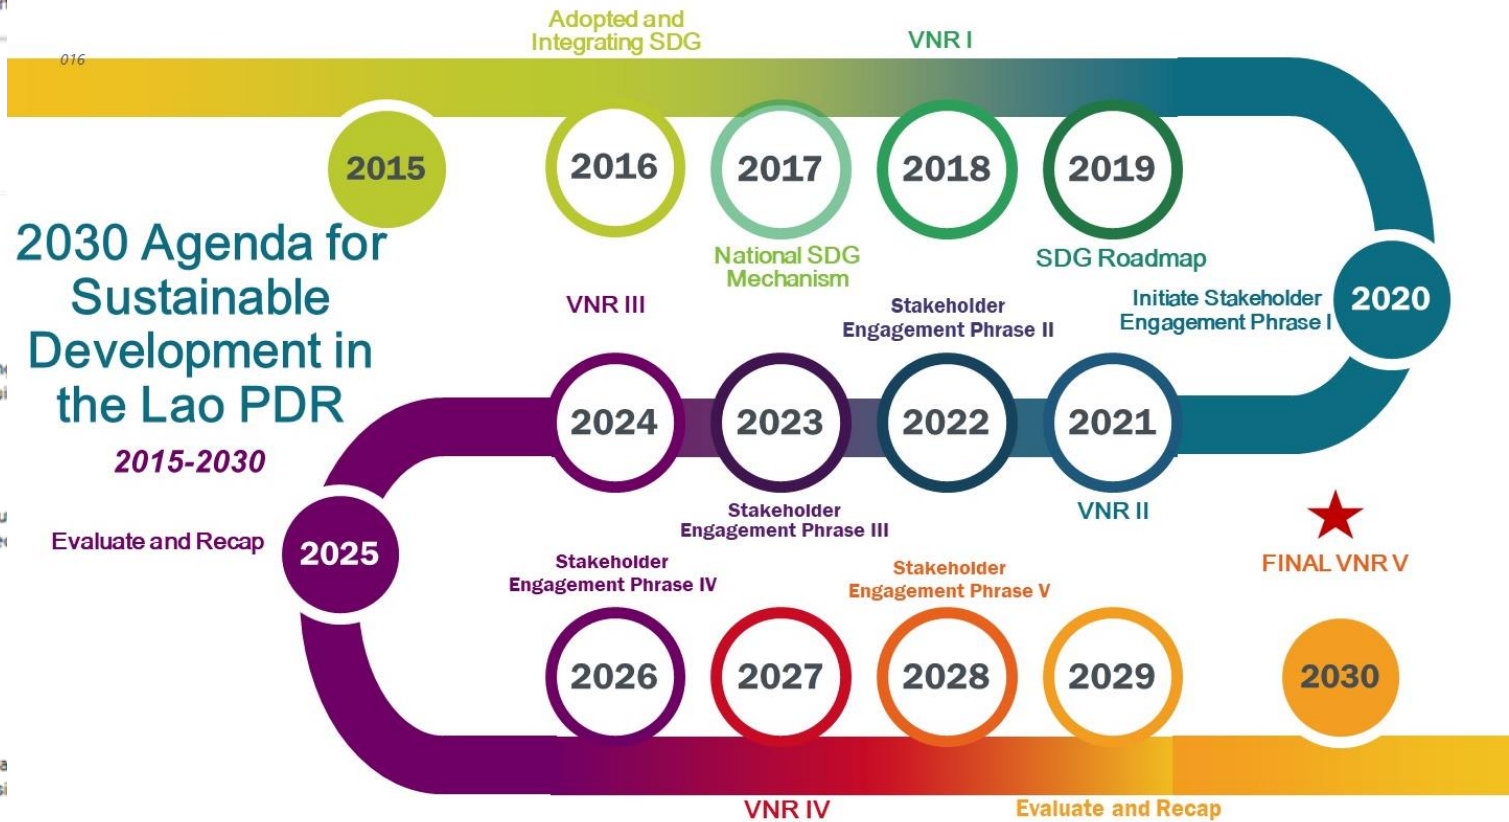 Adopted and
Integrating SDG
VNR I
016
2015
2016
2017
2018
2019
National SDG
Mechanism
SDG Roadmap
2030 Agenda for
Sustainable
Development in
the Lao PDR
2015-2030
Initiate Stakeholder
Engagement Phrase I
2020
VNR III
Stakeholder
Engagement Phrase II
2024
2023
2022
2021
Stakeholder
Engagement Phrase III
VNR II
Evaluate and Recap
2025
FINAL VNR V
Stakeholder
Engagement Phrase IV
Stakeholder
Engagement Phrase V
2026
2027
2028
2029
2030
VNR IV
Evaluate and Recap